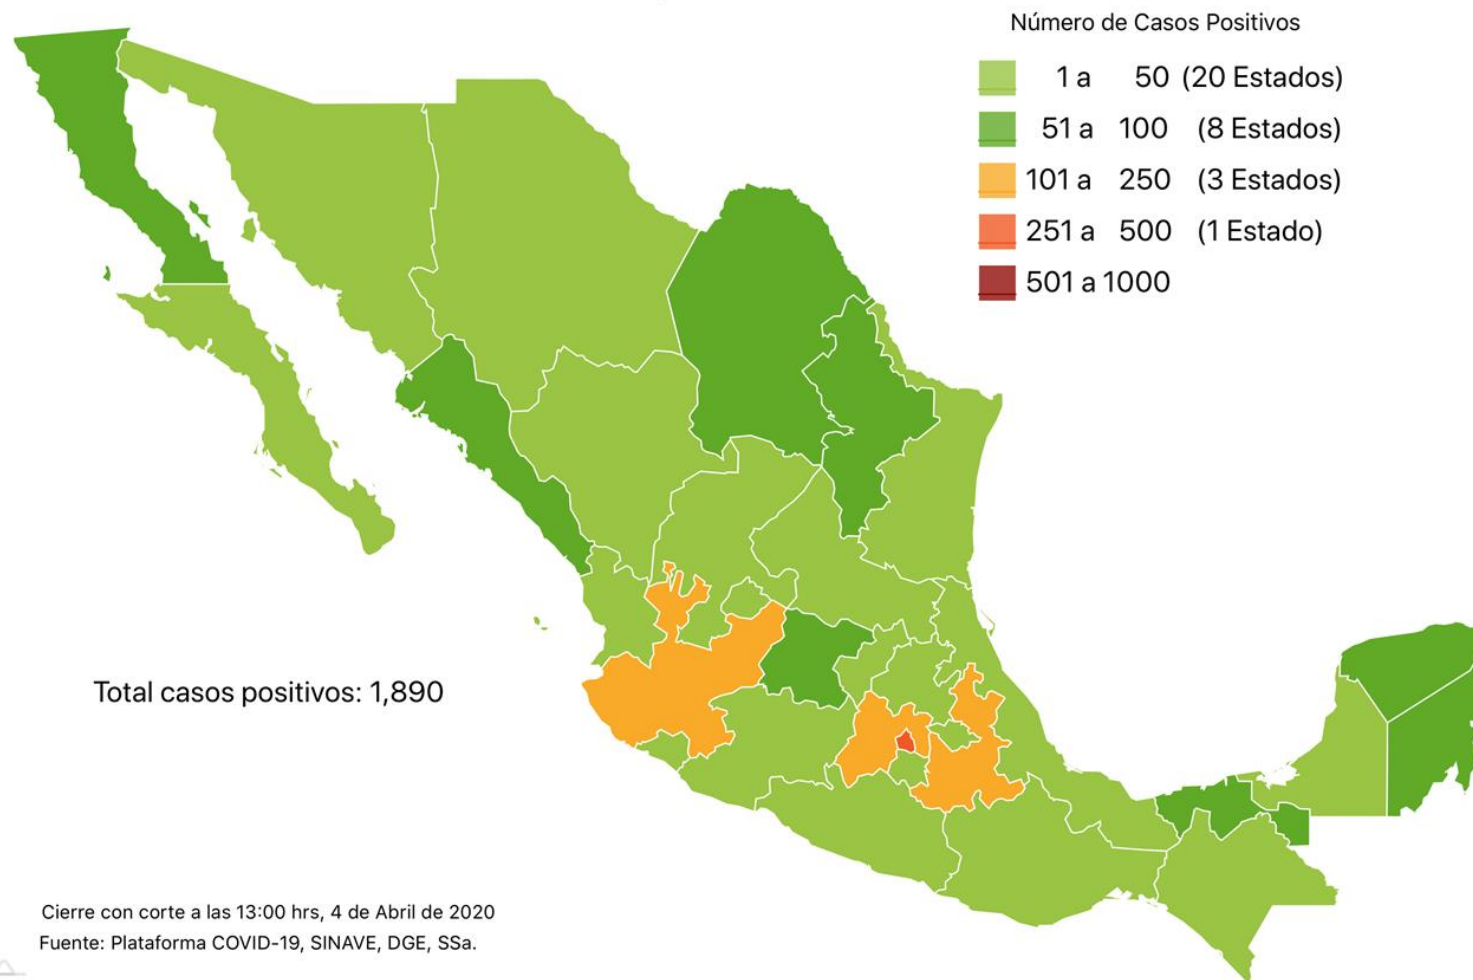 Número de Casos Positivos
1 a 50 (20 Estados)
51 a 100 (8 Estados)
101 a 250 (3 Estados)
251 a 500 (1 Estado)
501 a 1000
Total casos positivos: 1,890
Cierre con corte a las 13:00 hrs, 4 de Abril de 2020
Fuente: Plataforma COVID-19, SINAVE, DGE, SSa.